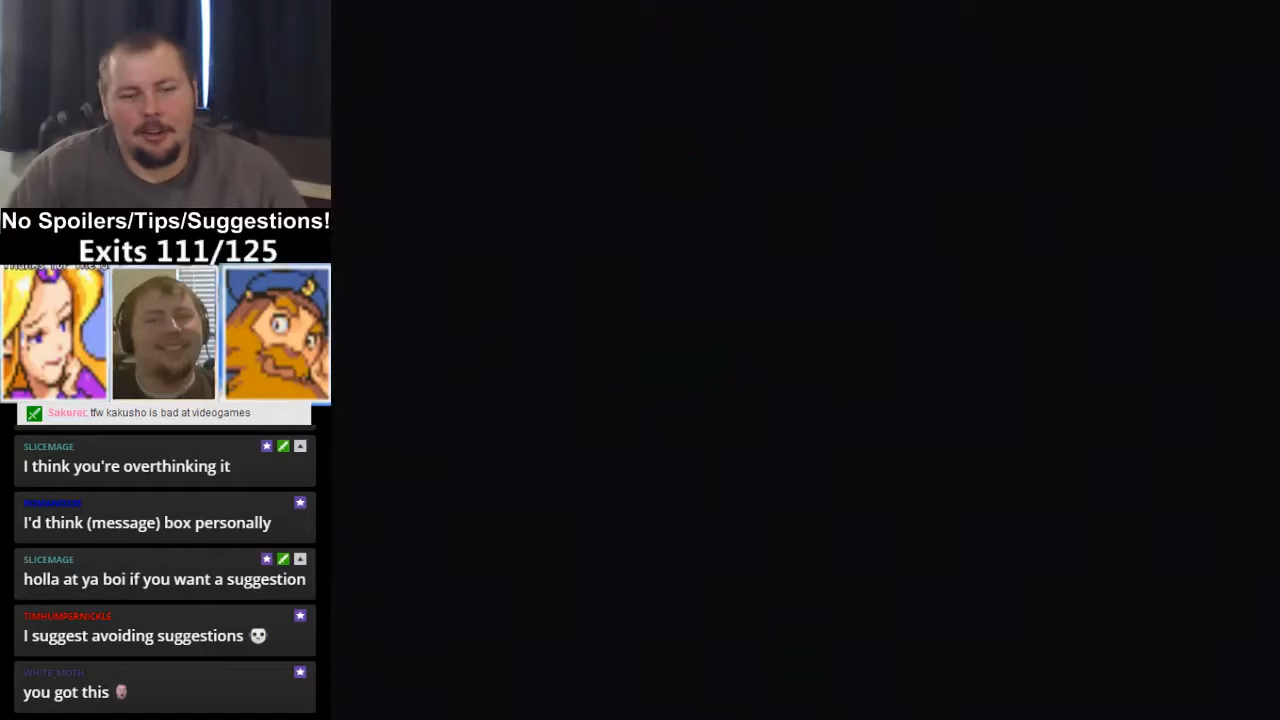 No Spoilers/Tips/Suggestions!
Exits 111/125
Sakurei: tfw kakusho is bad at videogames
SLICEMAGE
I think you're overthinking it
I'd think (message) box personally
SLICEMAGE
holla at ya boi if you want a suggestion
TIMHUMPERNICKLE
I suggest avoiding suggestions
WHITE_MOTH
you got this